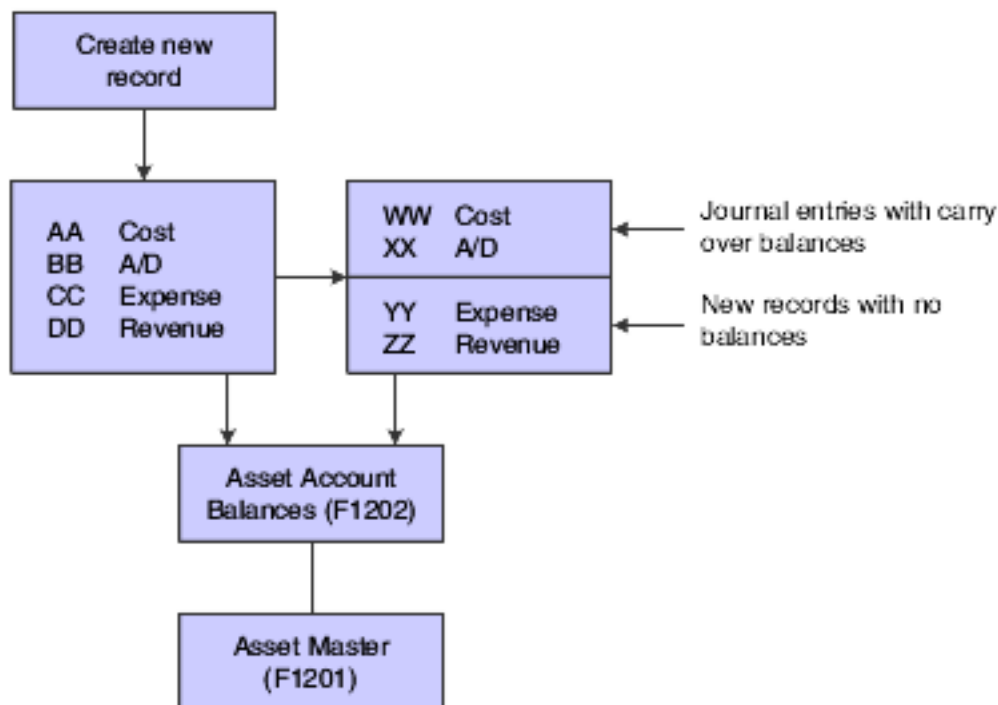 Create new
record
AA Cost
BB A/D
CC Expense
DD Revenue
WW Cost
XX A/D
YY Expense
ZZ Revenue
Journal entries with carry
over balances
New records with no
balances
Asset Account
Balances (F1202)
Asset Master
(F1201)